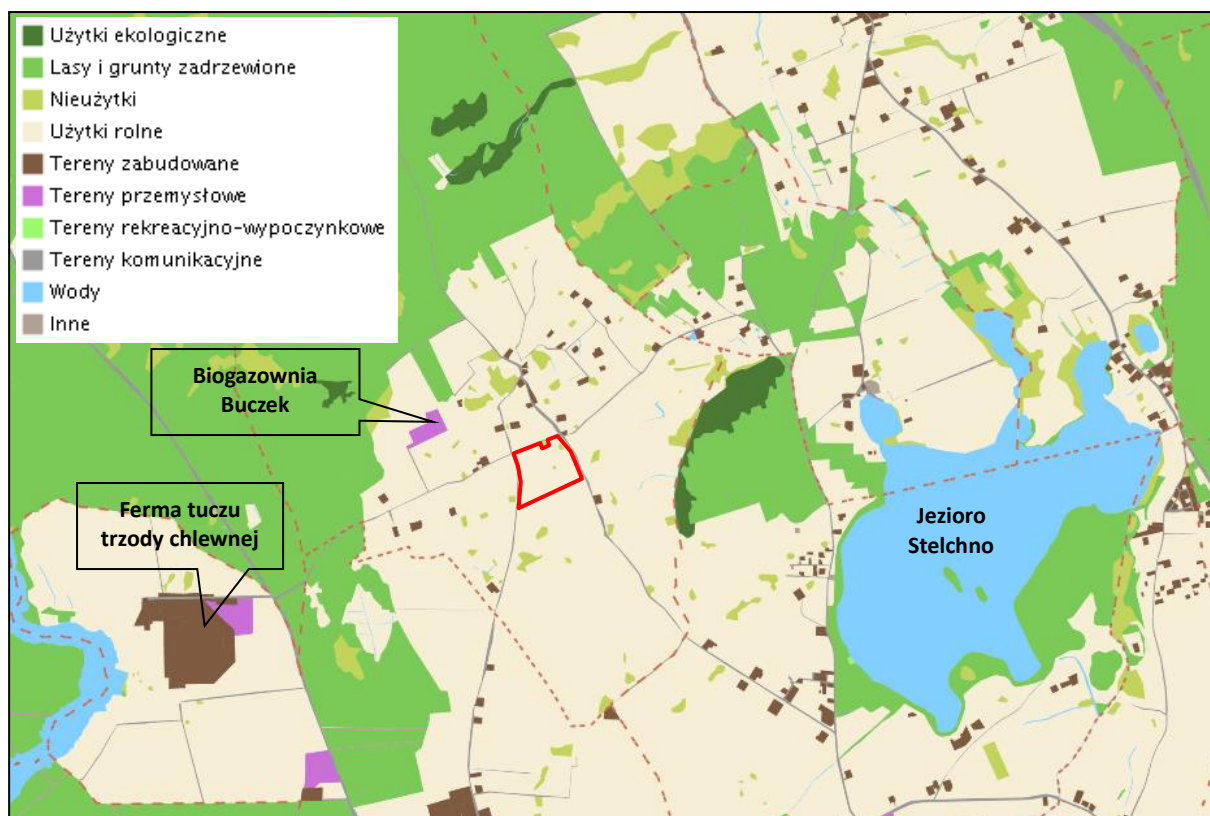 Użytki ekologiczne
Lasy i grunty zadrzewione
Nieużytki
Użytki rolne
Tereny zabudowane
Tereny przemysłowe
Tereny rekreacyjno-wypoczynkowe
Tereny komunikacyjne
Wody
Inne
Biogazownia
Buczek
Ferma tuczu
trzody chlewnej
Jezioro
Stelchno